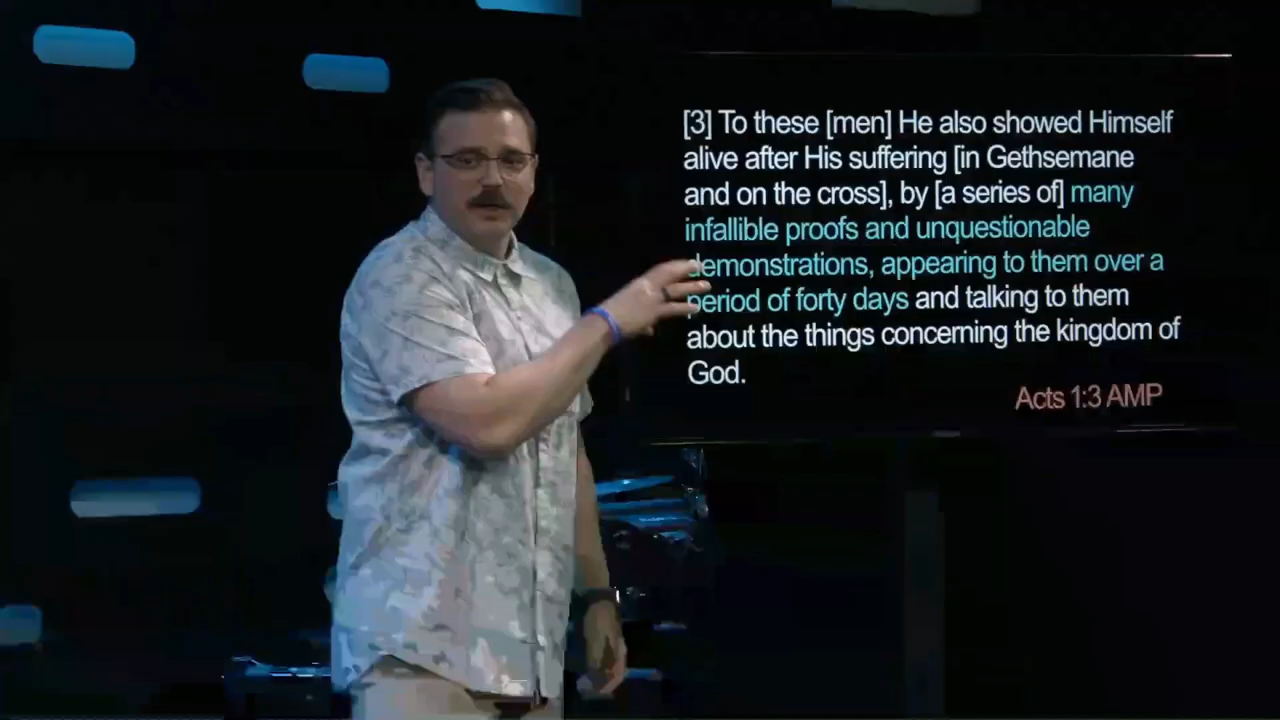 [3] To these [men] He also showed Himself
alive after His suffering [in Gethsemane
and on the cross], by [a series of] many
infallible proofs and unquestionable
demonstrations, appearing to them over a
period of forty days and talking to them
about the things concerning the kingdom of
God.
Acts 1:3 AMP